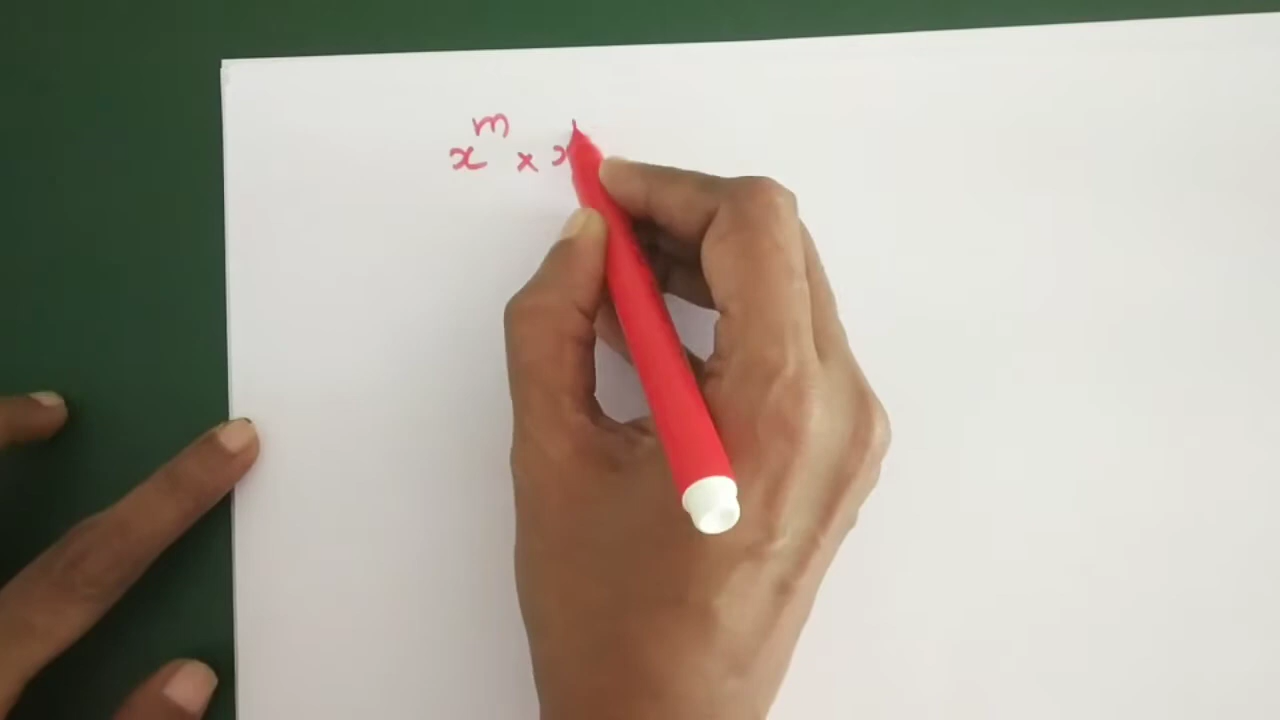 xᵐ × x